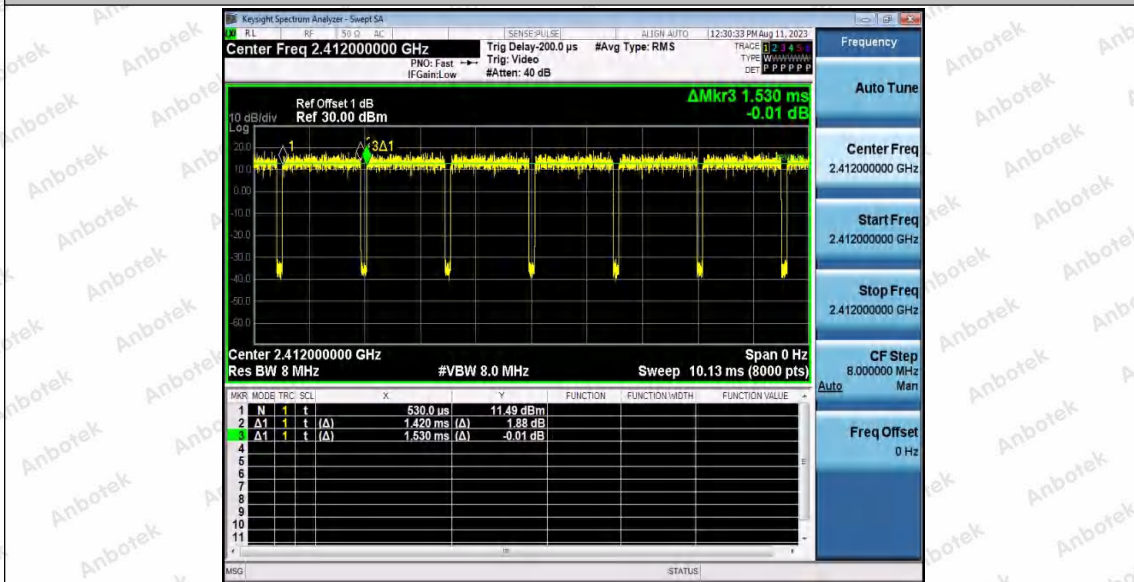 Keysight Spectrum Analyzer - Swept SA
RL RF 50 Ω AC SENSE:PULSE ALIGN AUTO 12:30:33 PM Aug 11, 2023
Center Freq 2.412000000 GHz
PNO: Fast
IFGain:Low
Trig Delay-200.0 µs
Trig: Video
#Atten: 40 dB
#Avg Type: RMS
TRACE 1 2 3 4 5 6
TYPE WWWWWW
DET P P P P P P
ΔMkr3 1.530 ms
-0.01 dB
Ref Offset 1 dB
10 dB/div Ref 30.00 dBm
Log
20.0
10.0
0.00
-10.0
-20.0
-30.0
-40.0
-50.0
-60.0
1
3Δ1
Center 2.412000000 GHz Span 0 Hz
Res BW 8 MHz #VBW 8.0 MHz Sweep 10.13 ms (8000 pts)
MKR MODE TRC SCL X Y FUNCTION FUNCTION WIDTH FUNCTION VALUE
1 N 1 t 530.0 µs 11.49 dBm
2 Δ1 1 t (Δ) 1.420 ms (Δ) 1.88 dB
3 Δ1 1 t (Δ) 1.530 ms (Δ) -0.01 dB
4
5
6
7
8
9
10
11
MSG STATUS
Frequency
Auto Tune
Center Freq
2.412000000 GHz
Start Freq
2.412000000 GHz
Stop Freq
2.412000000 GHz
CF Step
8.000000 MHz
Auto Man
Freq Offset
0 Hz
Anbotek